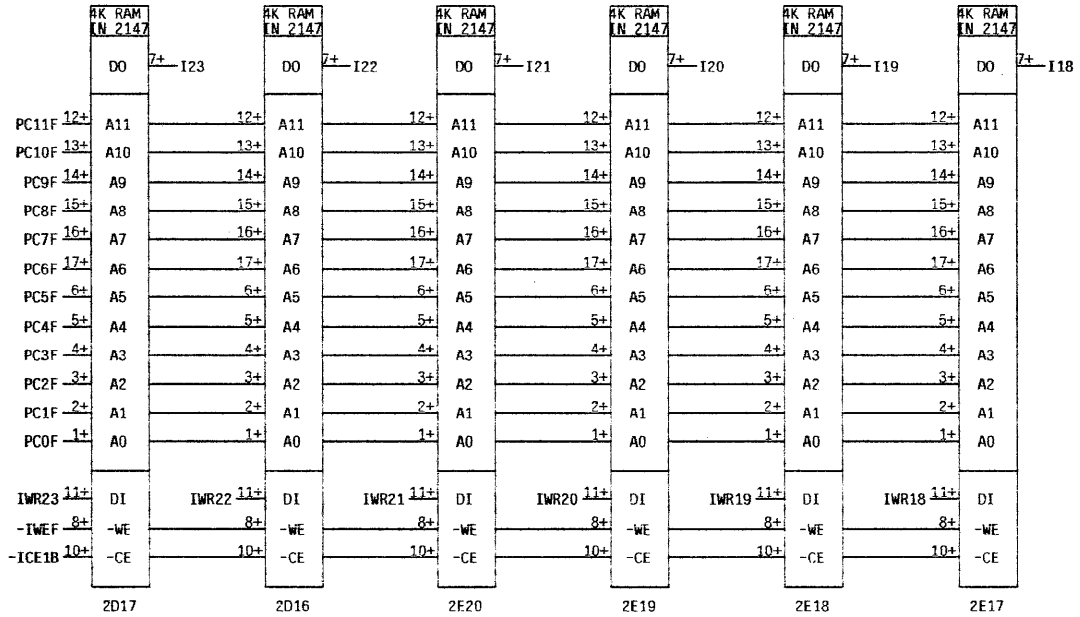 4K RAM 4K RAM 4K RAM 4K RAM 4K RAM 4K RAM
IN 2147 IN 2147 IN 2147 IN 2147 IN 2147 IN 2147
DO 7+ I23 DO 7+ I22 DO 7+ I21 DO 7+ I20 DO 7+ I19 DO 7+ I18
PC11F 12+ A11 12+ A11 12+ A11 12+ A11 12+ A11 12+ A11
PC10F 13+ A10 13+ A10 13+ A10 13+ A10 13+ A10 13+ A10
PC9F 14+ A9 14+ A9 14+ A9 14+ A9 14+ A9 14+ A9
PC8F 15+ A8 15+ A8 15+ A8 15+ A8 15+ A8 15+ A8
PC7F 16+ A7 16+ A7 16+ A7 16+ A7 16+ A7 16+ A7
PC6F 17+ A6 17+ A6 17+ A6 17+ A6 17+ A6 17+ A6
PC5F 6+ A5 6+ A5 6+ A5 6+ A5 6+ A5 6+ A5
PC4F 5+ A4 5+ A4 5+ A4 5+ A4 5+ A4 5+ A4
PC3F 4+ A3 4+ A3 4+ A3 4+ A3 4+ A3 4+ A3
PC2F 3+ A2 3+ A2 3+ A2 3+ A2 3+ A2 3+ A2
PC1F 2+ A1 2+ A1 2+ A1 2+ A1 2+ A1 2+ A1
PC0F 1+ A0 1+ A0 1+ A0 1+ A0 1+ A0 1+ A0
IWR23 11+ DI IWR22 11+ DI IWR21 11+ DI IWR20 11+ DI IWR19 11+ DI IWR18 11+ DI
-IWEF 8+ -WE 8+ -WE 8+ -WE 8+ -WE 8+ -WE 8+ -WE
-ICE1B 10+ -CE 10+ -CE 10+ -CE 10+ -CE 10+ -CE 10+ -CE
2D17 2D16 2E20 2E19 2E18 2E17